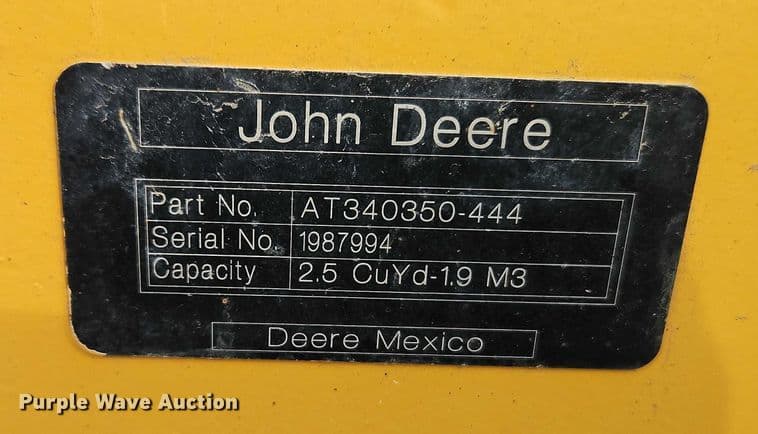 John Deere
Part No. AT340350-444
Serial No. 1987994
Capacity 2.5 CuYd-1.9 M3
Deere Mexico
Purple Wave Auction